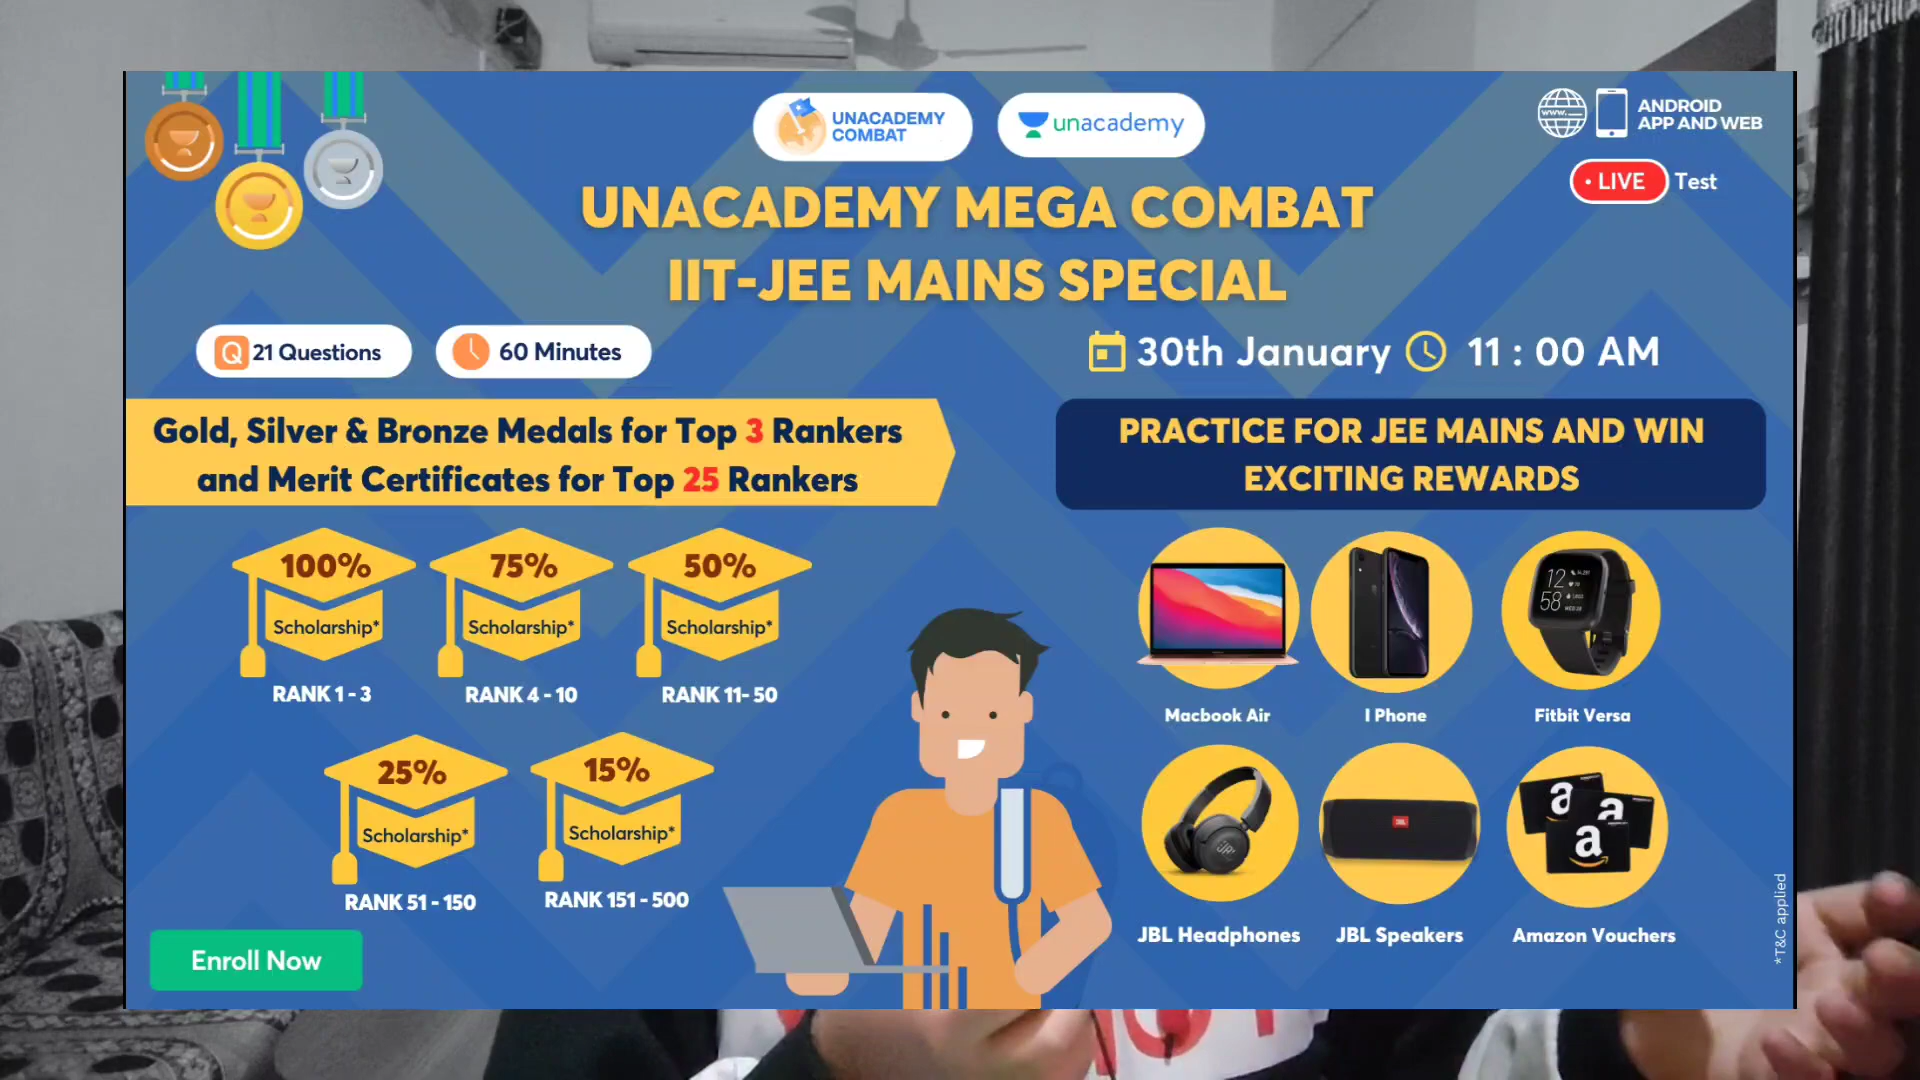 UNACADEMY
COMBAT
unacademy
www.
ANDROID
APP AND WEB
• LIVE Test
UNACADEMY MEGA COMBAT
IIT-JEE MAINS SPECIAL
Q 21 Questions
60 Minutes
30th January 11 : 00 AM
Gold, Silver & Bronze Medals for Top 3 Rankers
and Merit Certificates for Top 25 Rankers
PRACTICE FOR JEE MAINS AND WIN
EXCITING REWARDS
100%
Scholarship*
RANK 1 - 3
75%
Scholarship*
RANK 4 - 10
50%
Scholarship*
RANK 11- 50
25%
Scholarship*
RANK 51 - 150
15%
Scholarship*
RANK 151 - 500
Enroll Now
12
58
Macbook Air
I Phone
Fitbit Versa
JBL
a
a
a
JBL Headphones
JBL Speakers
Amazon Vouchers
*T&C applied